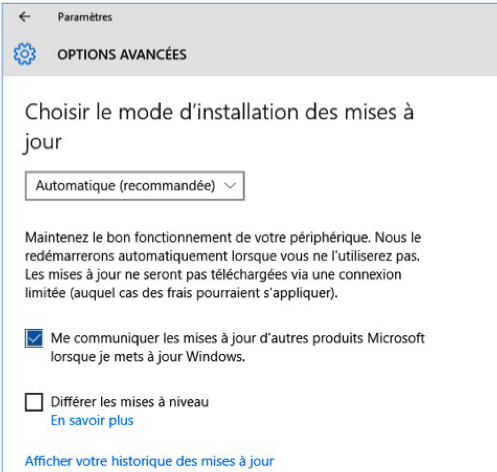 Paramètres
OPTIONS AVANCÉES
Choisir le mode d'installation des mises à
jour
Automatique (recommandée)
Maintenez le bon fonctionnement de votre périphérique. Nous le
redémarrerons automatiquement lorsque vous ne l'utiliserez pas.
Les mises à jour ne seront pas téléchargées via une connexion
limitée (auquel cas des frais pourraient s'appliquer).
Me communiquer les mises à jour d'autres produits Microsoft
lorsque je mets à jour Windows.
Différer les mises à niveau
En savoir plus
Afficher votre historique des mises à jour